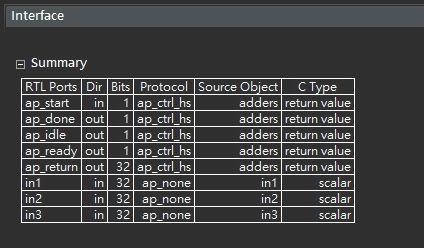 Interface
Summary
RTL Ports Dir Bits Protocol Source Object C Type
ap_start in 1 ap_ctrl_hs adders return value
ap_done out 1 ap_ctrl_hs adders return value
ap_idle out 1 ap_ctrl_hs adders return value
ap_ready out 1 ap_ctrl_hs adders return value
ap_return out 32 ap_ctrl_hs adders return value
in1 in 32 ap_none in1 scalar
in2 in 32 ap_none in2 scalar
in3 in 32 ap_none in3 scalar